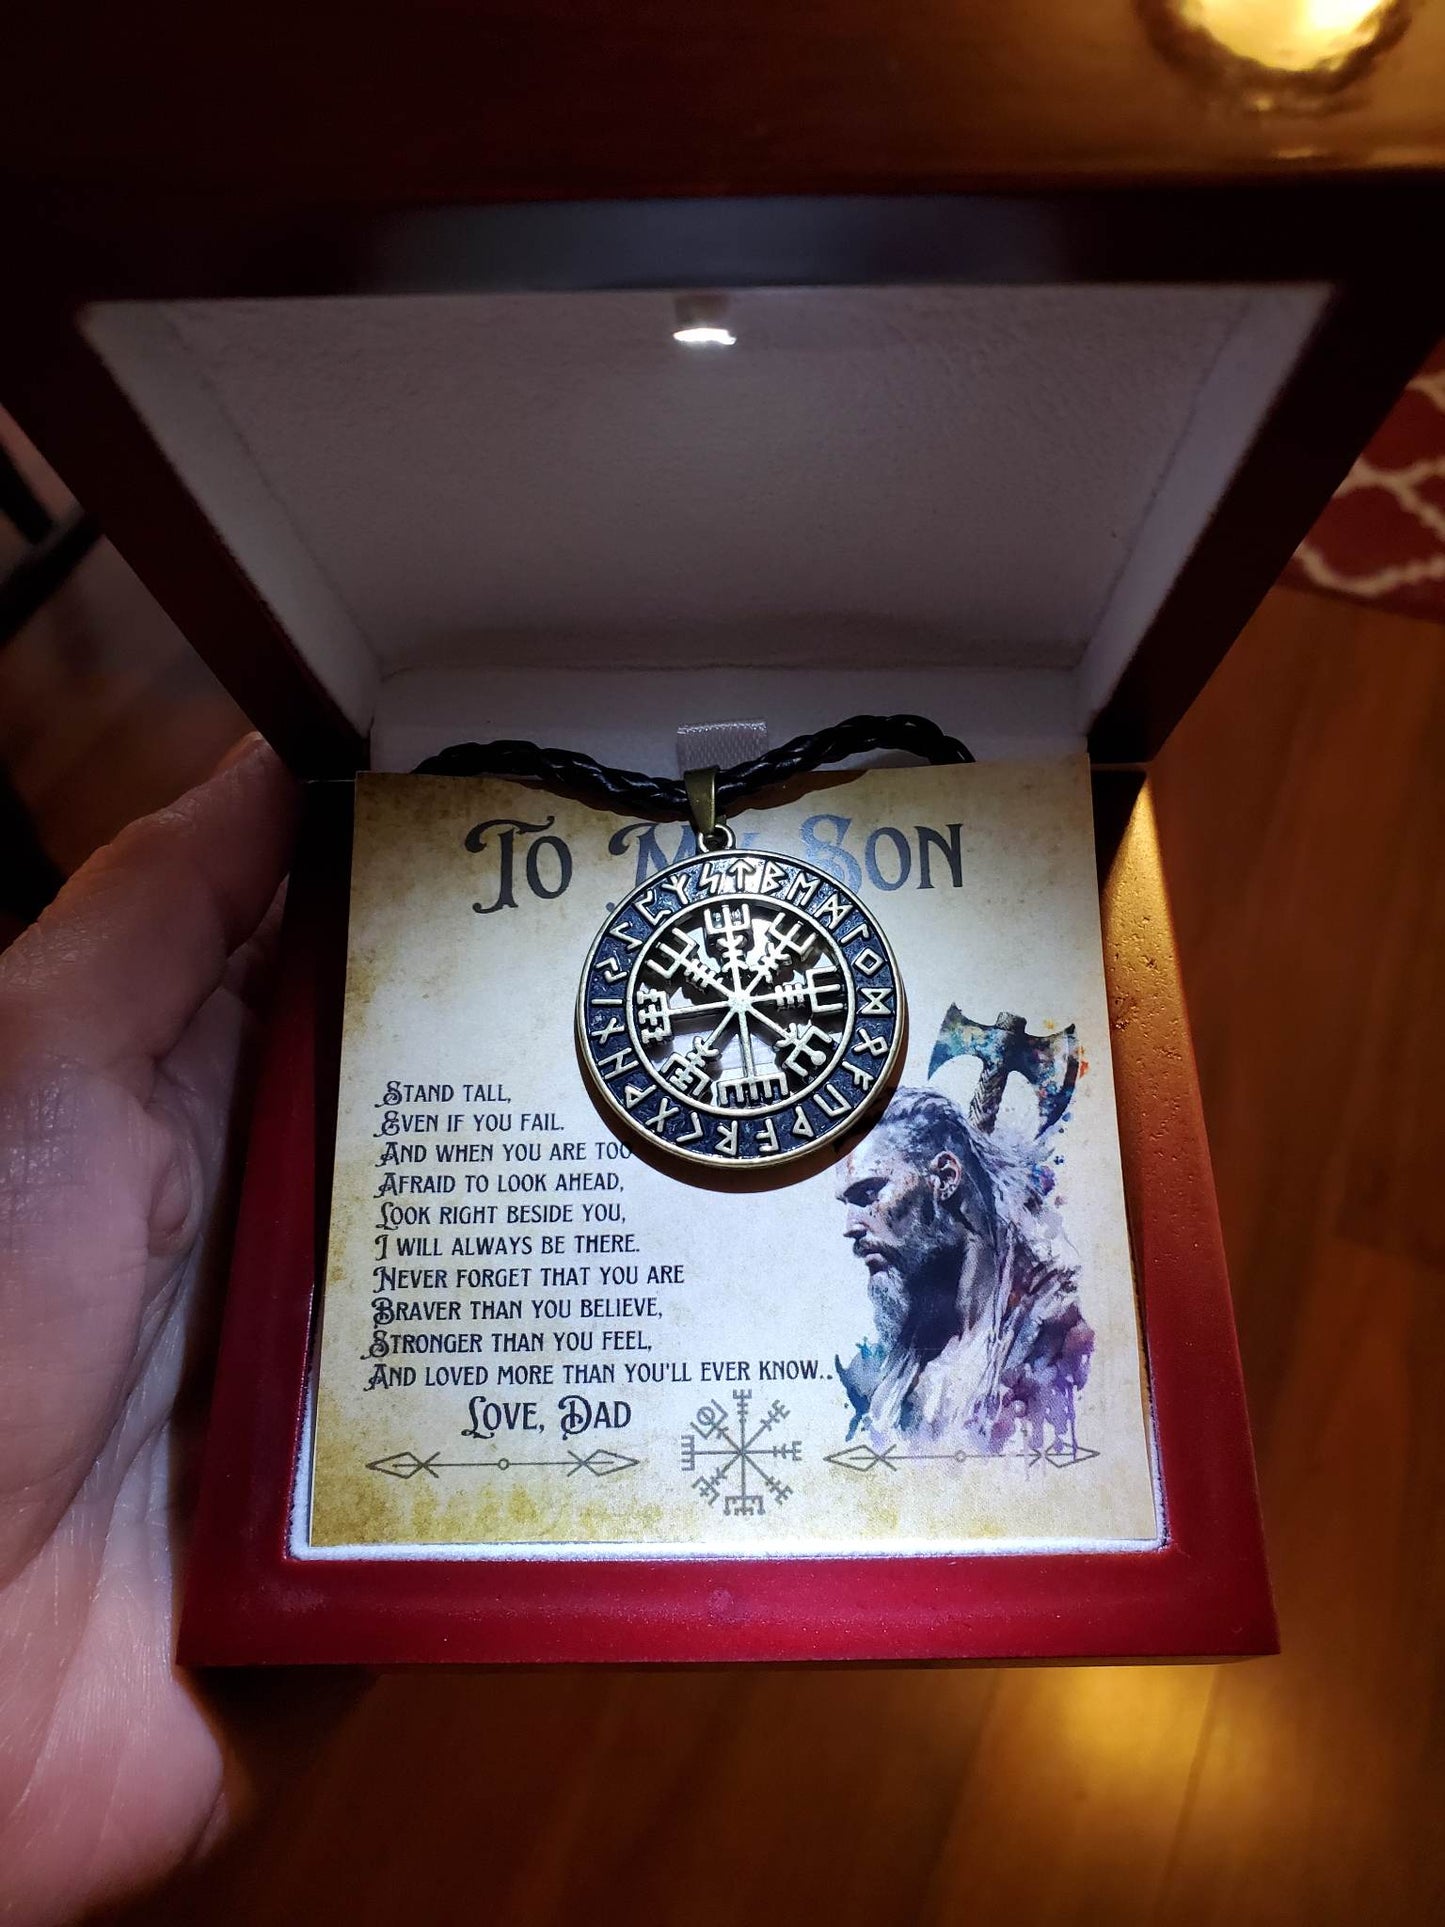 To My Son
ᚠᚢᚦᚨᚱᚲᚷᚹᚺᚾᛁᛃᛇᛈᛉᛊᛏᛒᛖᛗᛚᛜᛞᛟ
Stand tall,
Even if you fail.
And when you are too
Afraid to look ahead,
Look right beside you,
I will always be there.
Never forget that you are
Braver than you believe,
Stronger than you feel,
And loved more than you'll ever know..
Love, Dad